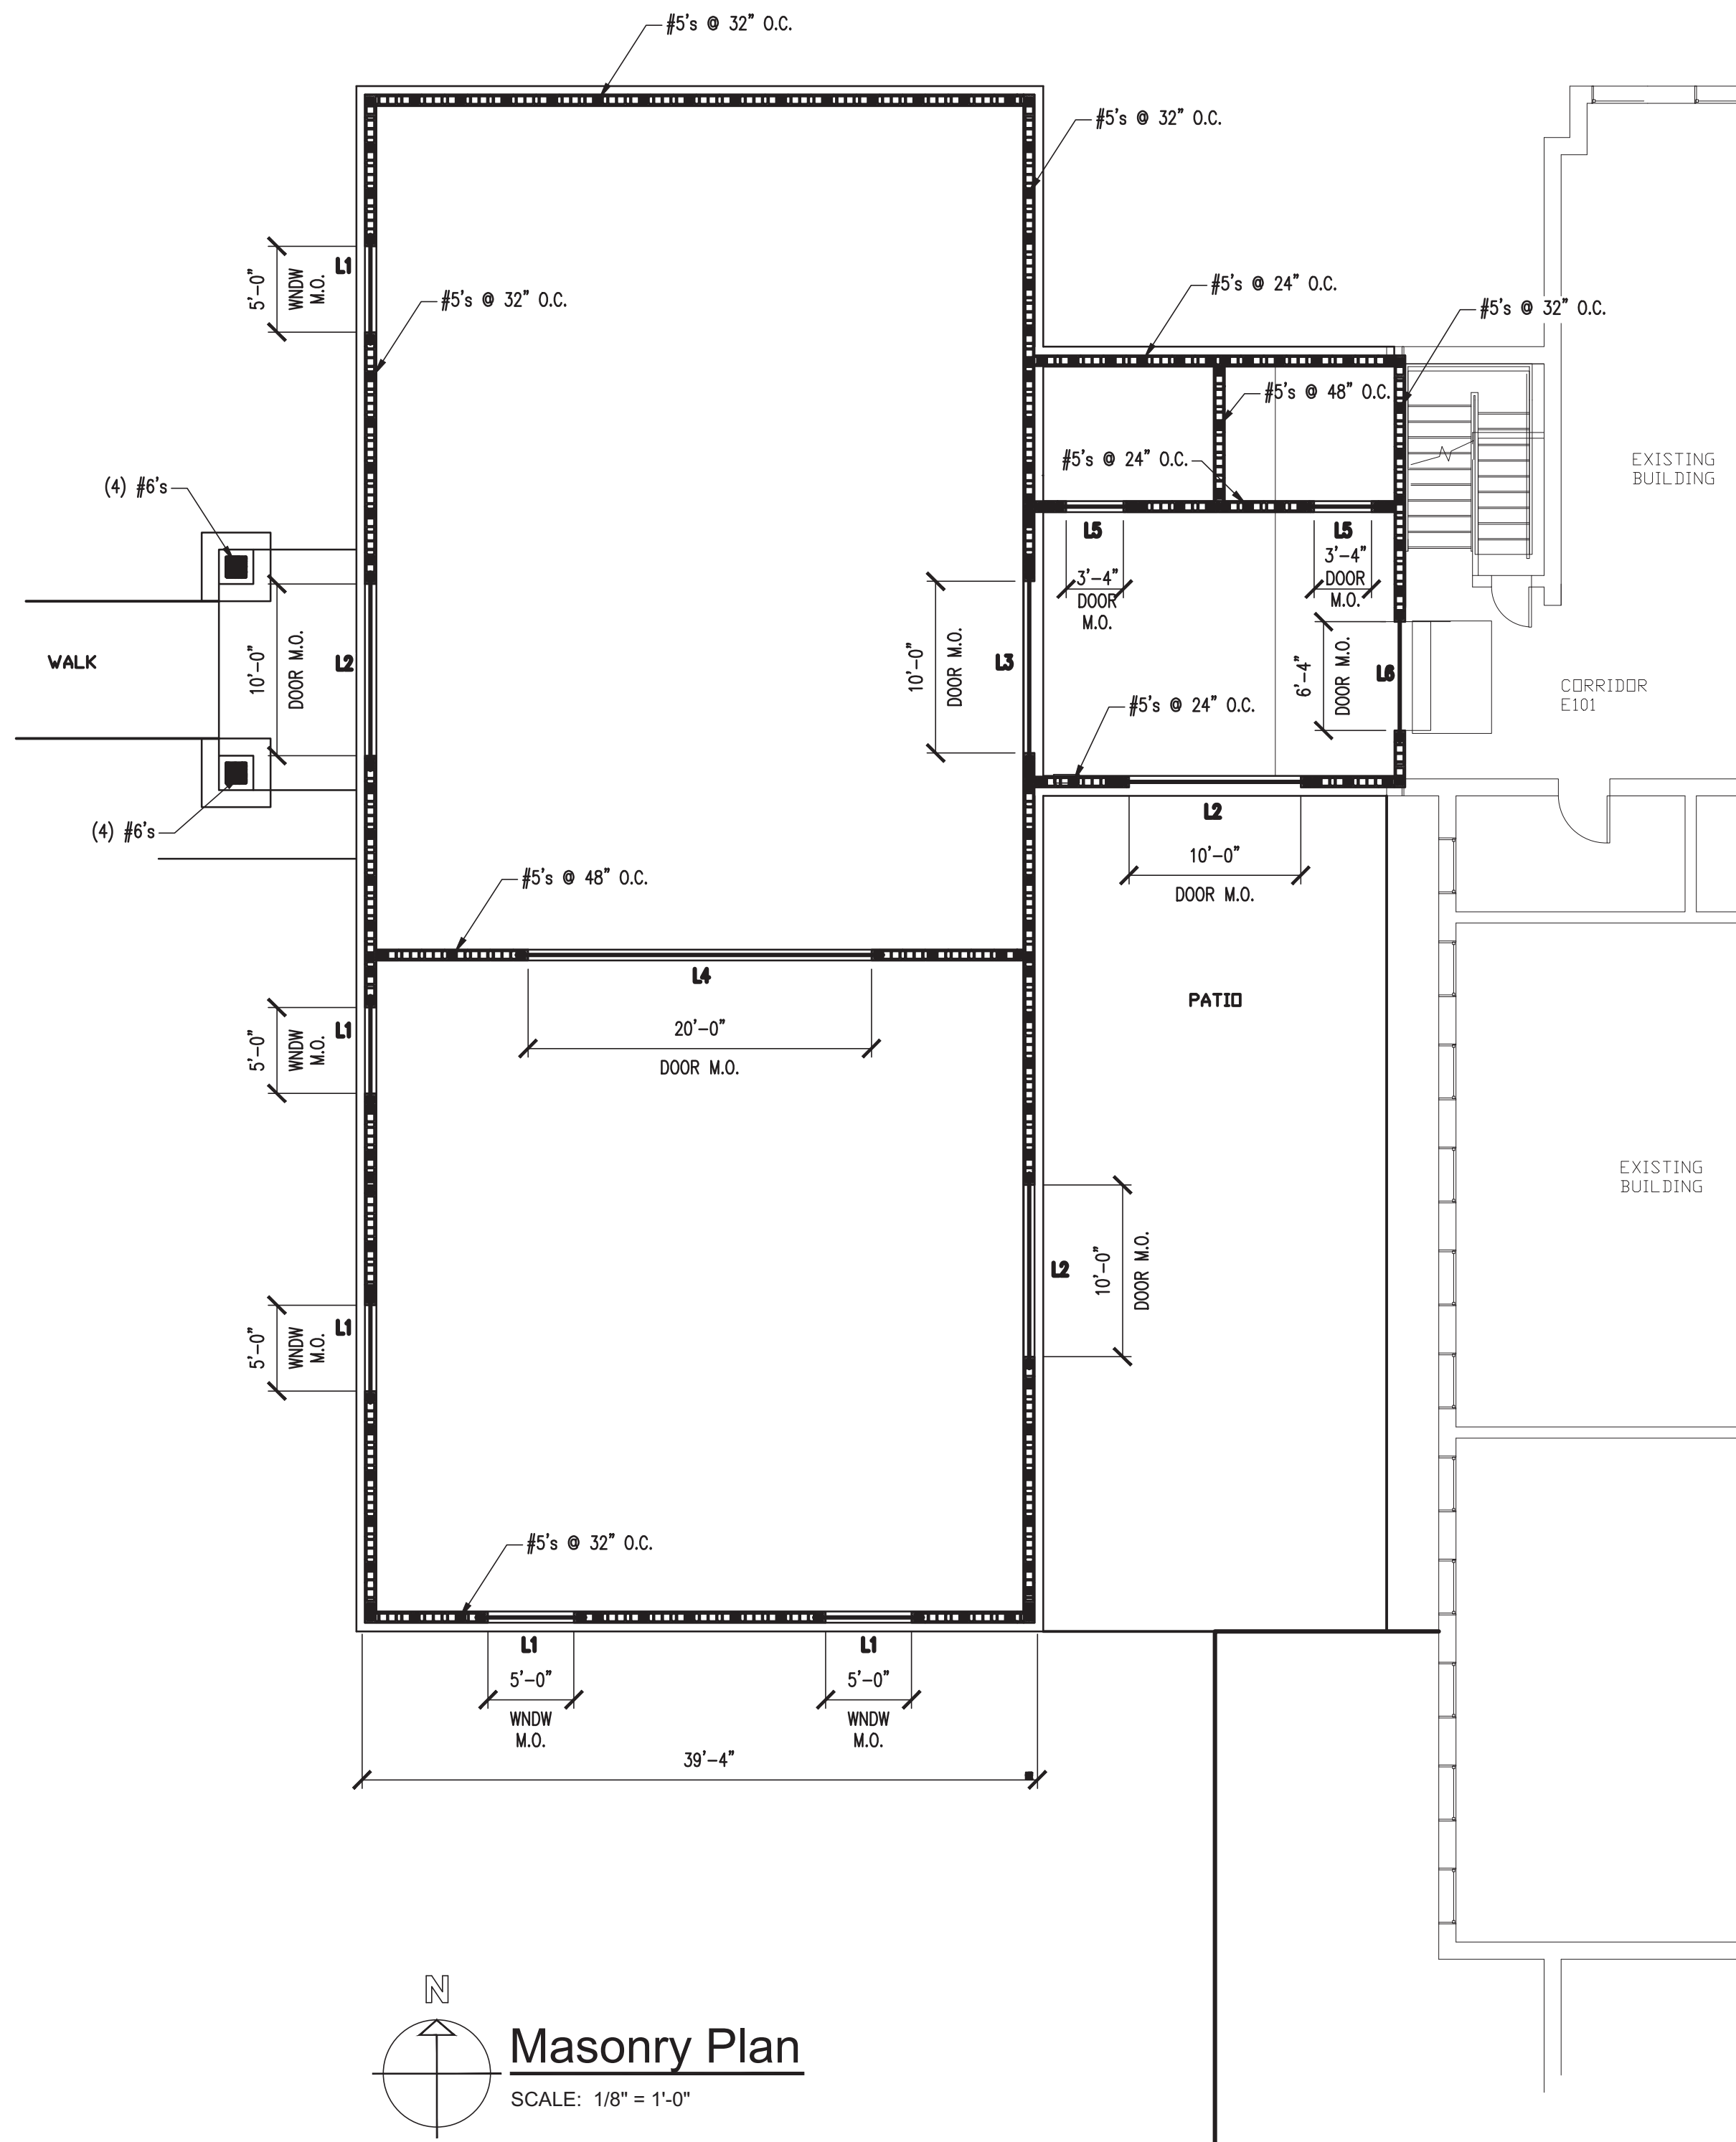 #5's @ 32" O.C.
#5's @ 32" O.C.
L1
5'-0"
WNDW
M.O.
#5's @ 32" O.C.
#5's @ 24" O.C.
#5's @ 32" O.C.
#5's @ 48" O.C.
#5's @ 24" O.C.
EXISTING
BUILDING
(4) #6's
L5
3'-4"
DOOR
M.O.
L5
3'-4"
DOOR
M.O.
WALK
10'-0"
DOOR M.O.
L2
10'-0"
DOOR M.O.
L3
6'-4"
DOOR M.O.
L6
CORRIDOR
E101
#5's @ 24" O.C.
(4) #6's
L2
10'-0"
DOOR M.O.
#5's @ 48" O.C.
L4
20'-0"
DOOR M.O.
PATIO
5'-0"
WNDW
M.O.
L1
EXISTING
BUILDING
L2
10'-0"
DOOR M.O.
5'-0"
WNDW
M.O.
L1
#5's @ 32" O.C.
L1
5'-0"
WNDW
M.O.
L1
5'-0"
WNDW
M.O.
39'-4"
N
Masonry Plan
SCALE: 1/8" = 1'-0"